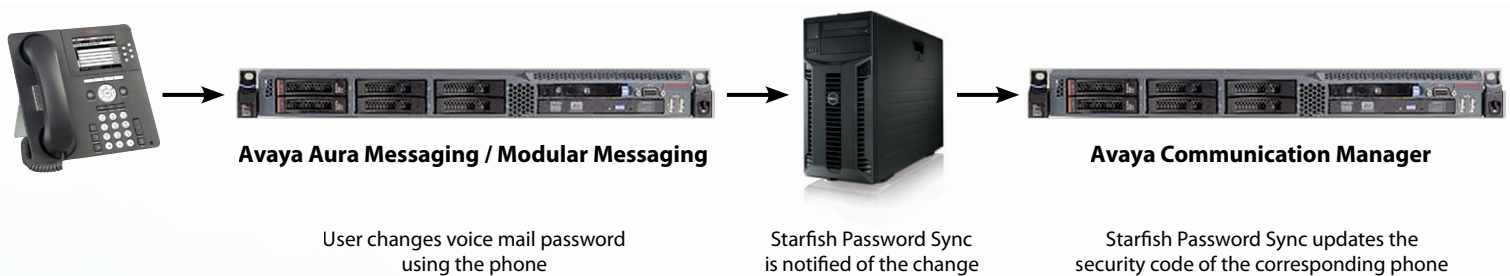 Avaya Aura Messaging / Modular Messaging
Avaya Communication Manager
User changes voice mail password
using the phone
Starfish Password Sync
is notified of the change
Starfish Password Sync updates the
security code of the corresponding phone